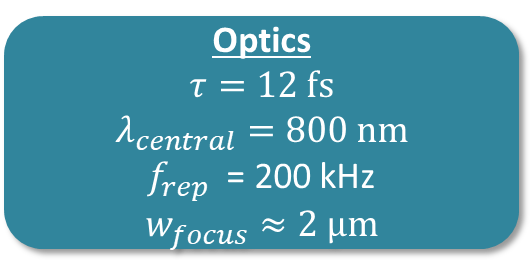 Optics
τ = 12 fs
λcentral = 800 nm
frep = 200 kHz
wfocus ≈ 2 μm